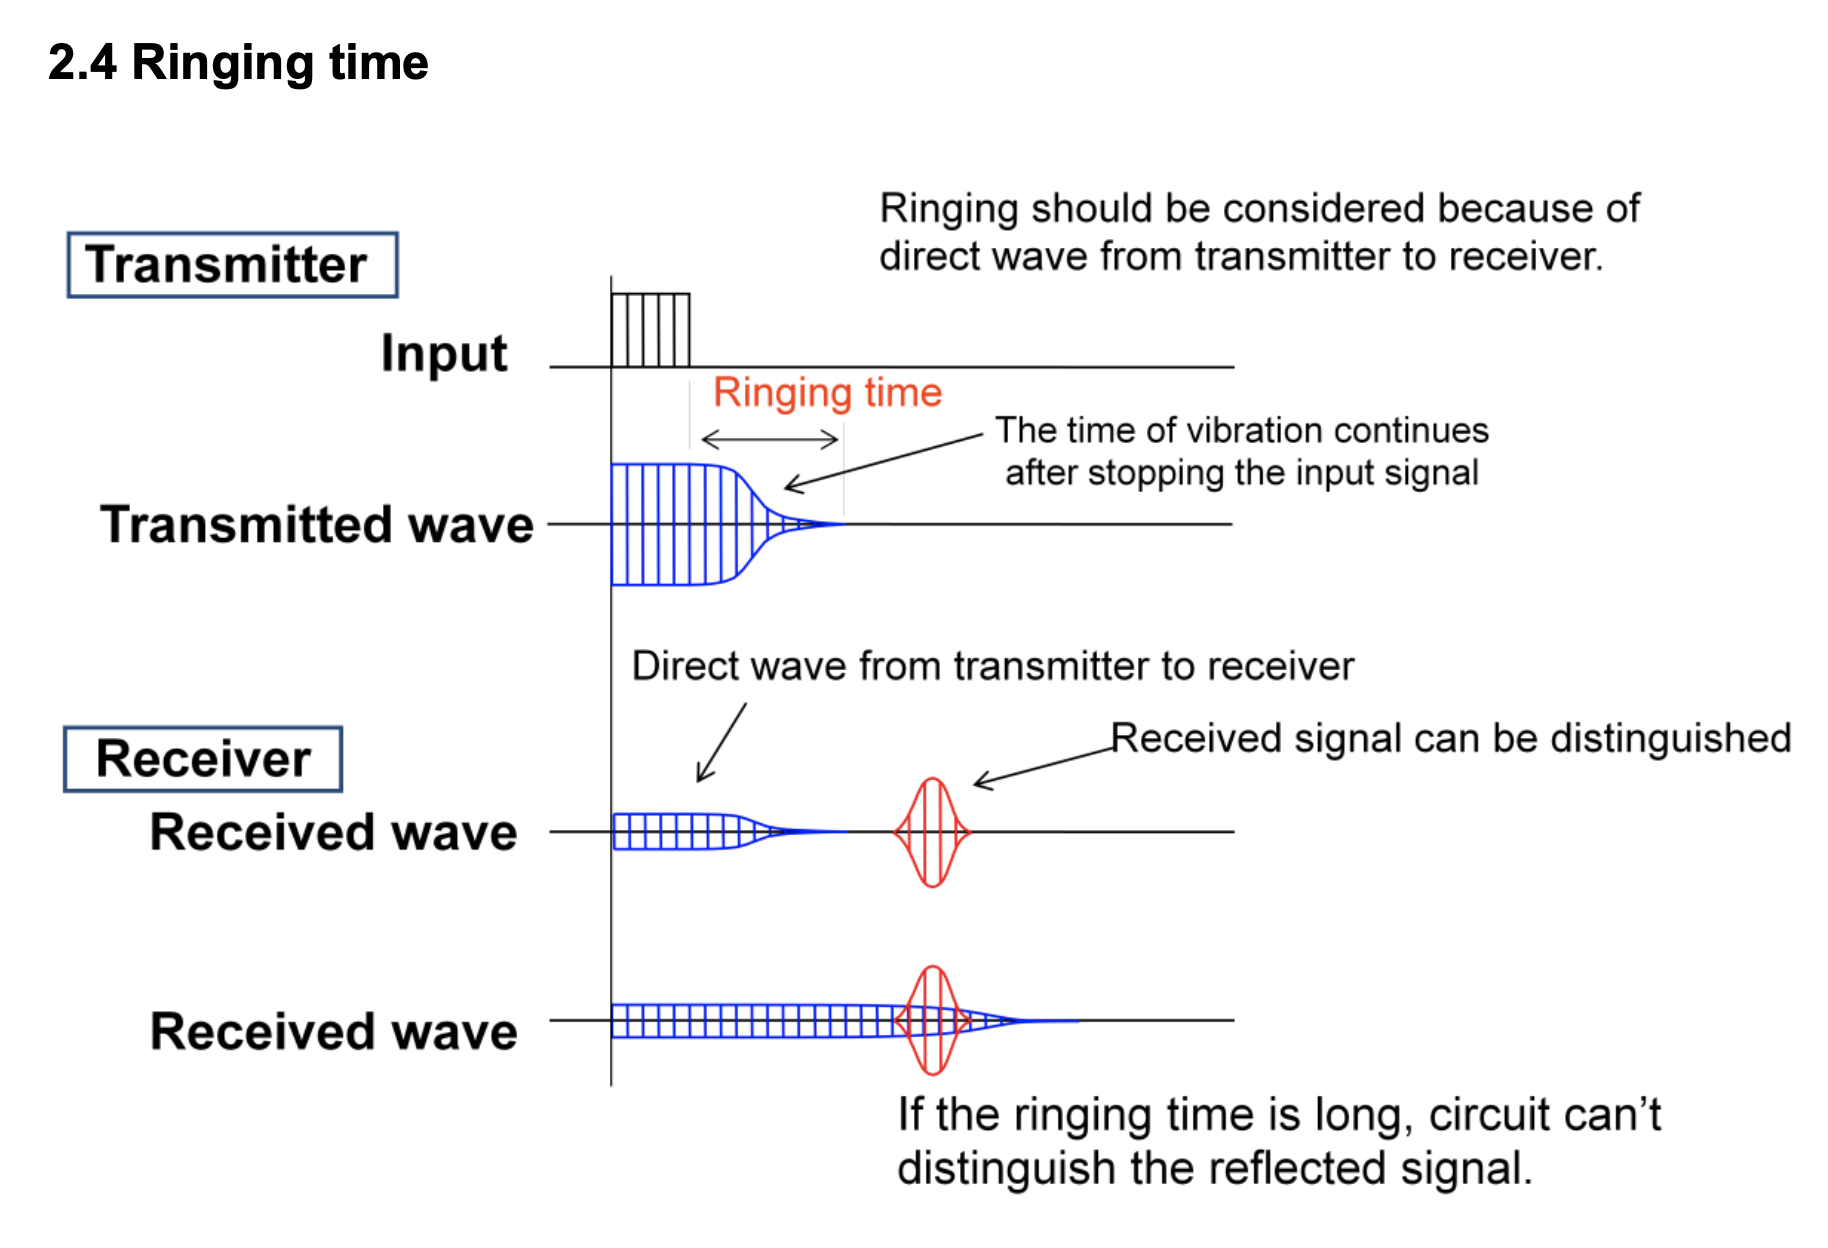 2.4 Ringing time
Ringing should be considered because of
direct wave from transmitter to receiver.
Transmitter
Input
Ringing time
The time of vibration continues
after stopping the input signal
Transmitted wave
Direct wave from transmitter to receiver
Received signal can be distinguished
Receiver
Received wave
Received wave
If the ringing time is long, circuit can’t
distinguish the reflected signal.